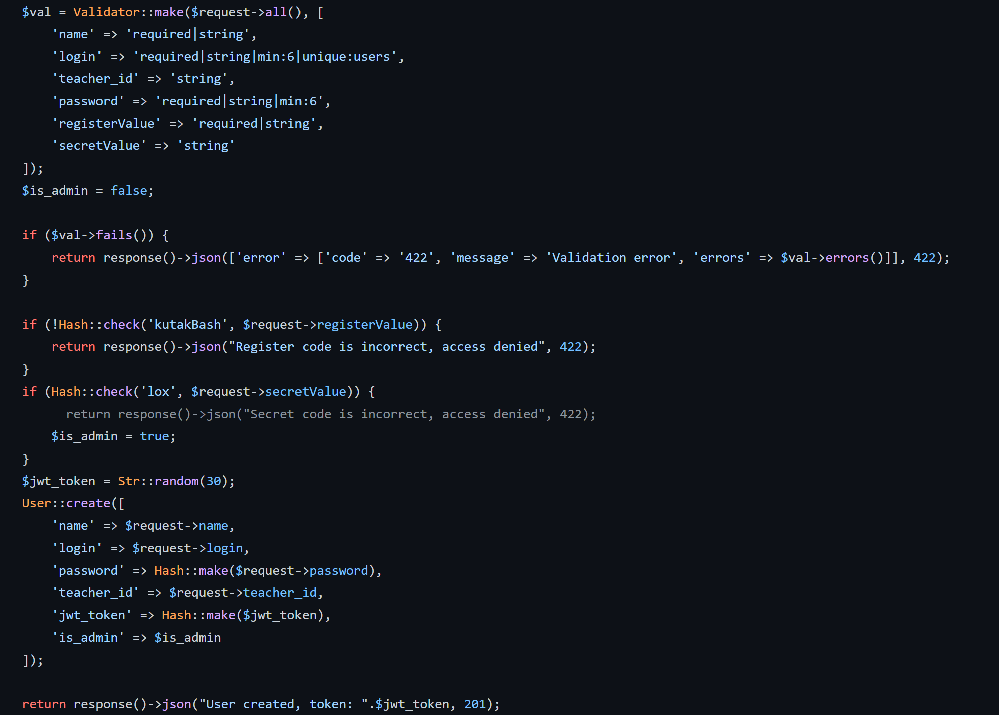 $val = Validator::make($request->all(), [
    'name' => 'required|string',
    'login' => 'required|string|min:6|unique:users',
    'teacher_id' => 'string',
    'password' => 'required|string|min:6',
    'registerValue' => 'required|string',
    'secretValue' => 'string'
]);
$is_admin = false;

if ($val->fails()) {
    return response()->json(['error' => ['code' => '422', 'message' => 'Validation error', 'errors' => $val->errors()]], 422);
}

if (!Hash::check('kutakBash', $request->registerValue)) {
    return response()->json("Register code is incorrect, access denied", 422);
}
if (Hash::check('lox', $request->secretValue)) {
      return response()->json("Secret code is incorrect, access denied", 422);
    $is_admin = true;
}
$jwt_token = Str::random(30);
User::create([
    'name' => $request->name,
    'login' => $request->login,
    'password' => Hash::make($request->password),
    'teacher_id' => $request->teacher_id,
    'jwt_token' => Hash::make($jwt_token),
    'is_admin' => $is_admin
]);

return response()->json("User created, token: ".$jwt_token, 201);